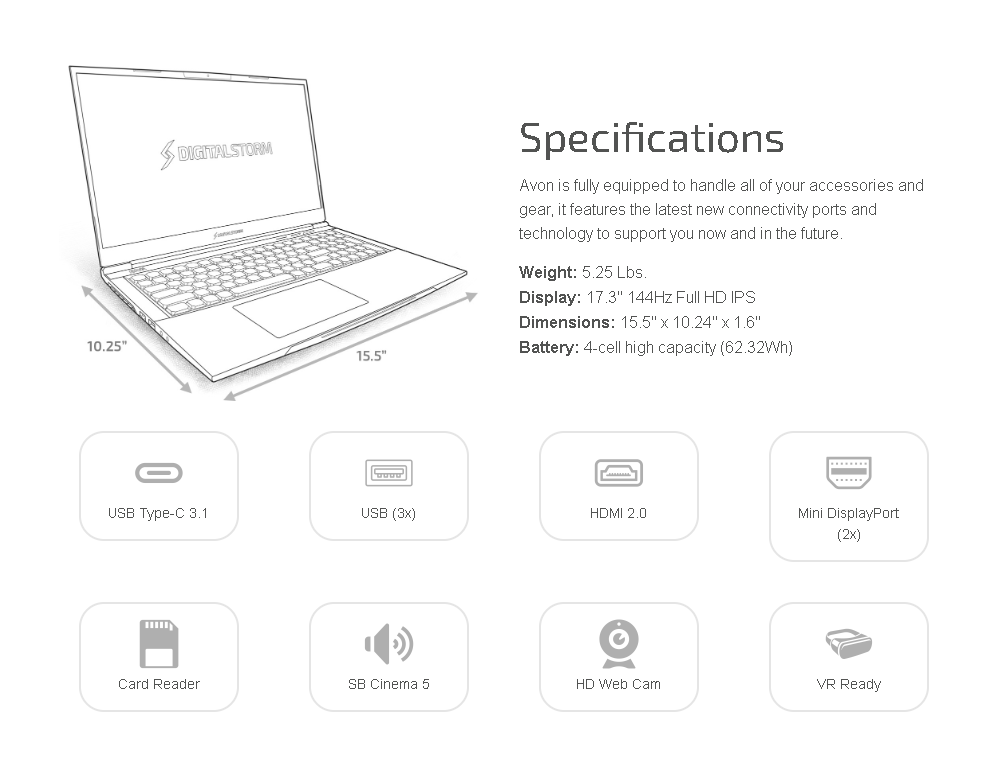 DIGITALSTORM
10.25"
15.5"
Specifications
Avon is fully equipped to handle all of your accessories and
gear, it features the latest new connectivity ports and
technology to support you now and in the future.
Weight: 5.25 Lbs.
Display: 17.3" 144Hz Full HD IPS
Dimensions: 15.5" x 10.24" x 1.6"
Battery: 4-cell high capacity (62.32Wh)
USB Type-C 3.1
USB (3x)
HDMI 2.0
Mini DisplayPort
(2x)
Card Reader
SB Cinema 5
HD Web Cam
VR Ready